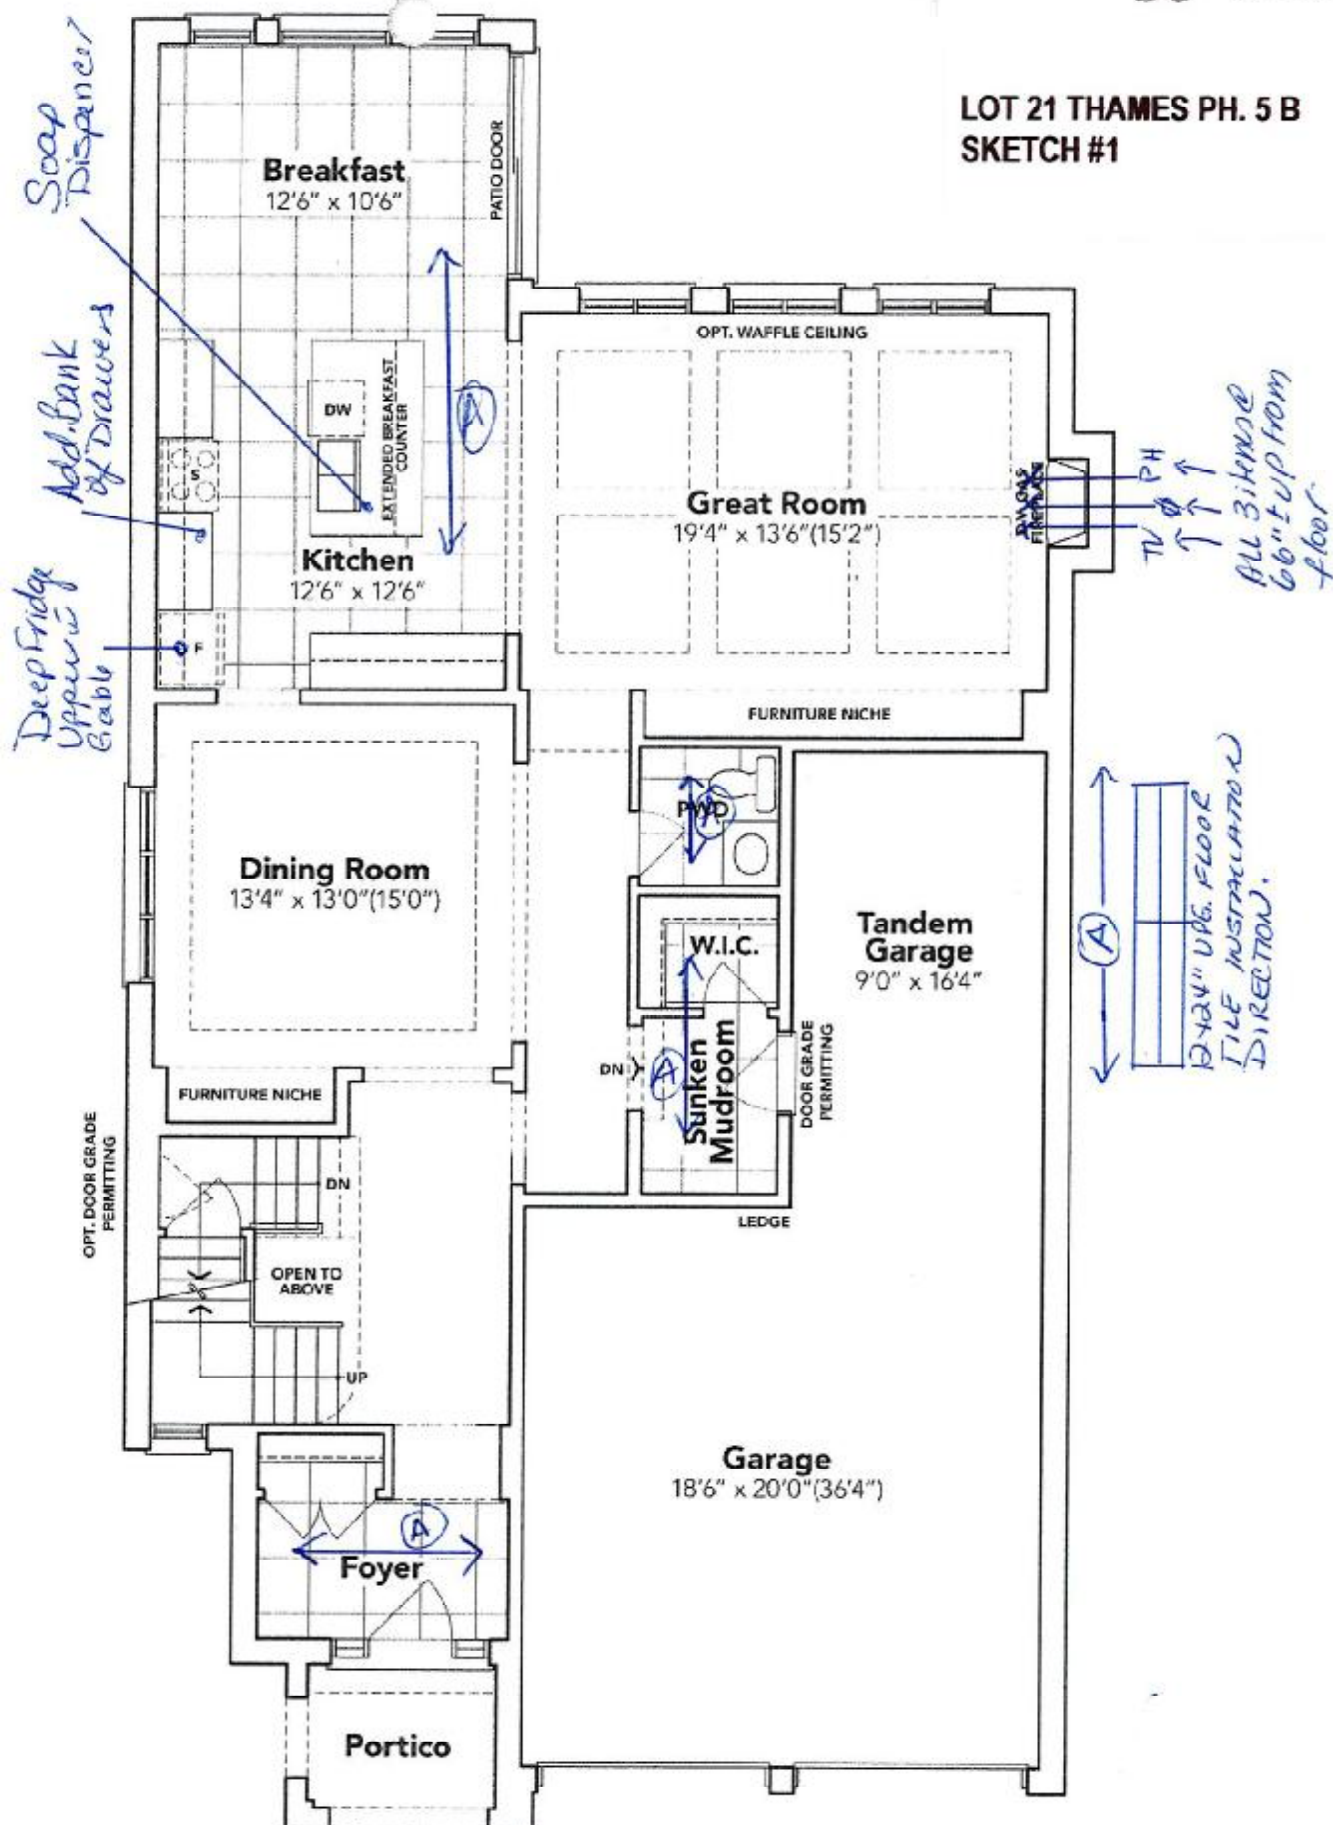 LOT 21 THAMES PH. 5 B
SKETCH #1
Soap
Dispencer
Breakfast
12'6" x 10'6"
PATIO DOOR
Add. Bank
of Drawers
OPT. WAFFLE CEILING
DW
EXTENDED BREAKFAST
COUNTER
A
S
Great Room
19'4" x 13'6"(15'2")
GAS
FIREPLACE
PH
TV
ALL 3 items @
66"± UP from
floor
Kitchen
12'6" x 12'6"
Deep Fridge
Upper
Gable
F
FURNITURE NICHE
PWD
A
Dining Room
13'4" x 13'0"(15'0")
W.I.C.
Tandem
Garage
9'0" x 16'4"
A
12x24" UPG. FLOOR
TILE INSTALLATION
DIRECTION.
DN
A
Sunken
Mudroom
DOOR GRADE
PERMITTING
FURNITURE NICHE
OPT. DOOR GRADE
PERMITTING
DN
LEDGE
OPEN TO
ABOVE
UP
Garage
18'6" x 20'0"(36'4")
A
Foyer
Portico